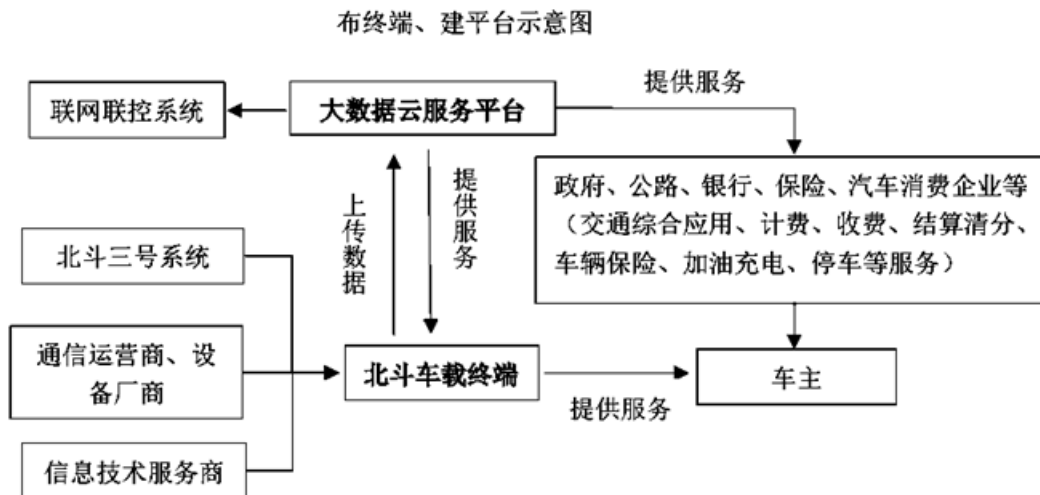 布终端、建平台示意图
联网联控系统
大数据云服务平台
提供服务
政府、公路、银行、保险、汽车消费企业等
（交通综合应用、计费、收费、结算清分、
车辆保险、加油充电、停车等服务）
上传数据
提供服务
北斗三号系统
通信运营商、设
备厂商
北斗车载终端
提供服务
车主
信息技术服务商